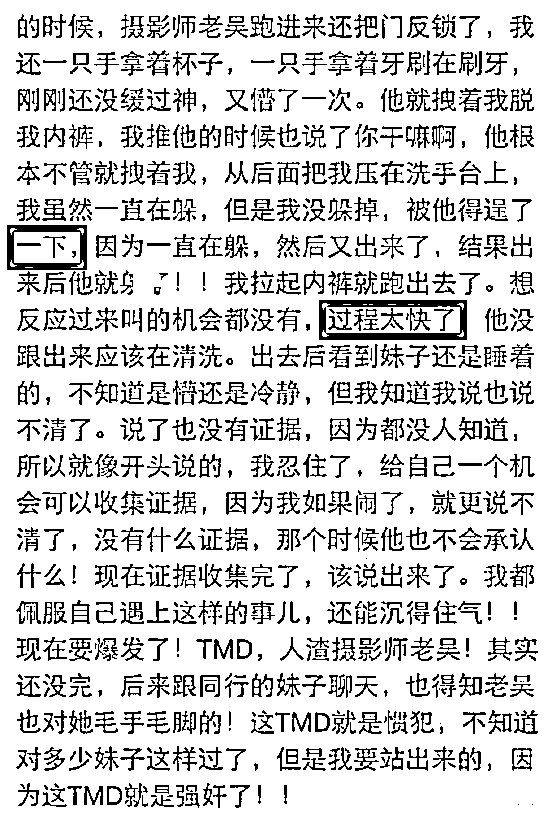 的时候，摄影师老吴跑进来还把门反锁了，我
还一只手拿着杯子，一只手拿着牙刷在刷牙，
刚刚还没缓过神，又懵了一次。他就拽着我脱
我内裤，我推他的时候也说了你干嘛啊，他根
本不管就拽着我，从后面把我压在洗手台上，
我虽然一直在躲，但是我没躲掉，被他得逞了
一下，因为一直在躲，然后又出来了，结果出
来后他就！！我拉起内裤就跑出去了。想
反应过来叫的机会都没有，过程太快了 他没
跟出来应该在清洗。出去后看到妹子还是睡着
的，不知道是懵还是冷静，但我知道我说也说
不清了。说了也没有证据，因为都没人知道，
所以就像开头说的，我忍住了，给自己一个机
会可以收集证据，因为我如果闹了，就更说不
清了，没有什么证据，那个时候他也不会承认
什么！现在证据收集完了，该说出来了。我都
佩服自己遇上这样的事儿，还能沉得住气！！
现在要爆发了！TMD，人渣摄影师老吴！其实
还没完，后来跟同行的妹子聊天，也得知老吴
也对她毛手毛脚的！这TMD就是惯犯，不知道
对多少妹子这样过了，但是我要站出来的，因
为这TMD就是强奸了！！